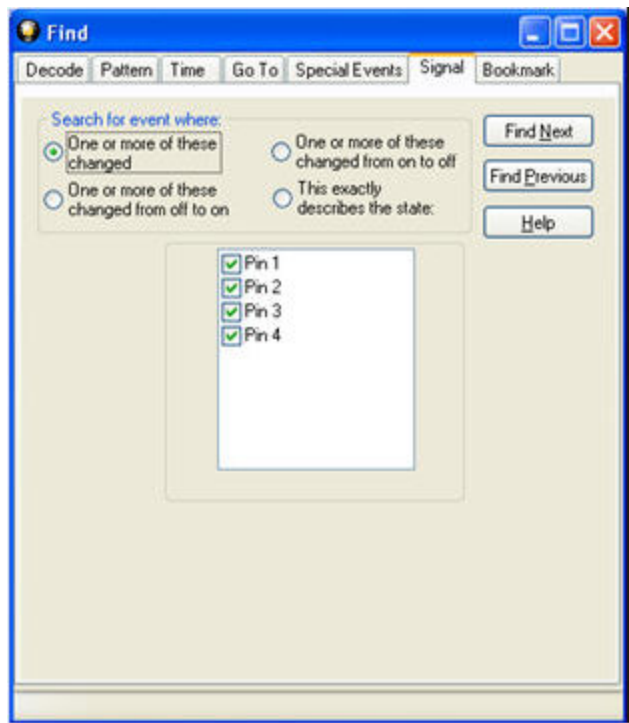 Find
Decode Pattern Time Go To Special Events Signal Bookmark
Search for event where:
One or more of these
changed
One or more of these
changed from on to off
One or more of these
changed from off to on
This exactly
describes the state:
Find Next
Find Previous
Help
Pin 1
Pin 2
Pin 3
Pin 4